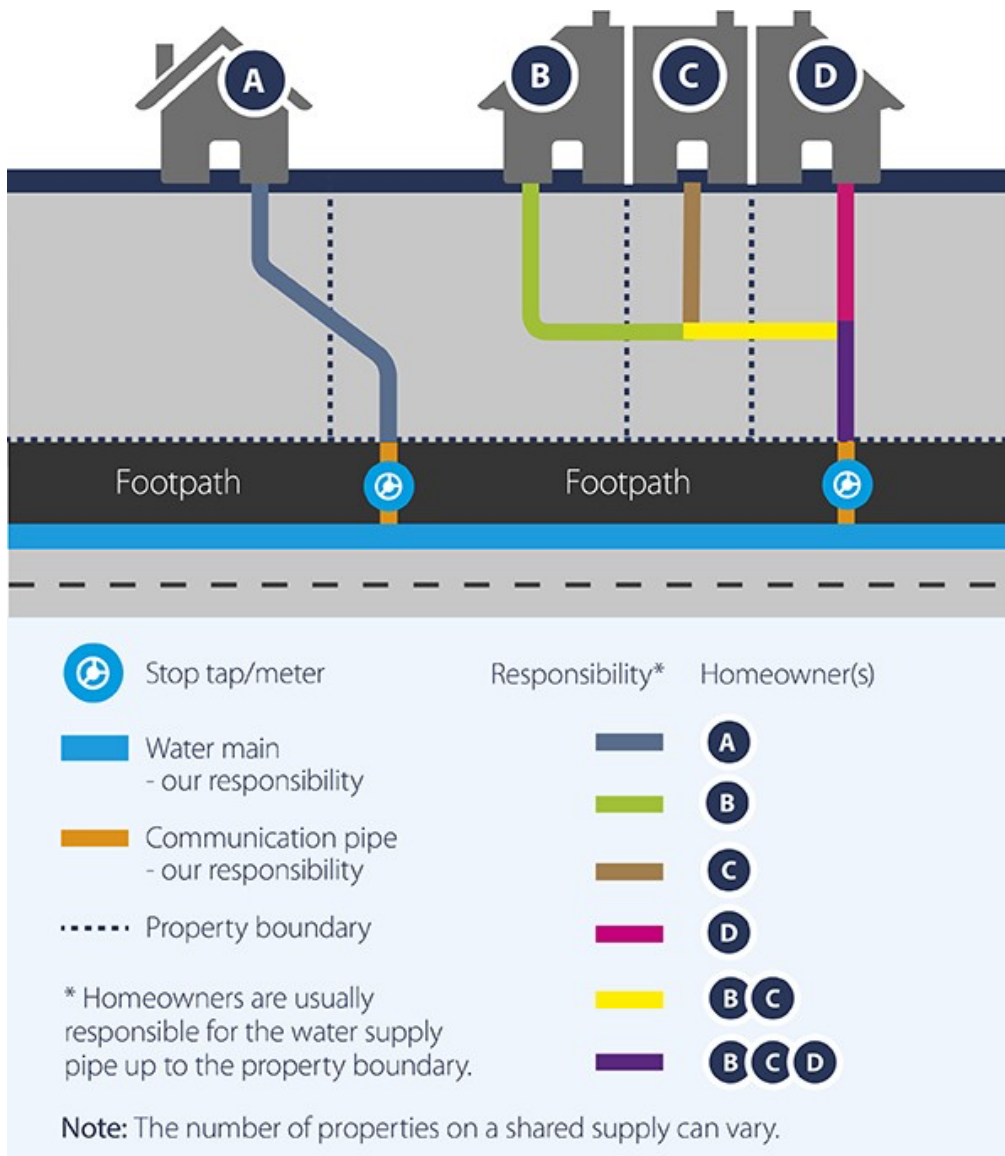 A
B
C
D
Footpath
Footpath
Stop tap/meter
Water main
- our responsibility
Communication pipe
- our responsibility
Property boundary
* Homeowners are usually
responsible for the water supply
pipe up to the property boundary.
Responsibility* Homeowner(s)
A
B
C
D
B C
B C D
Note: The number of properties on a shared supply can vary.